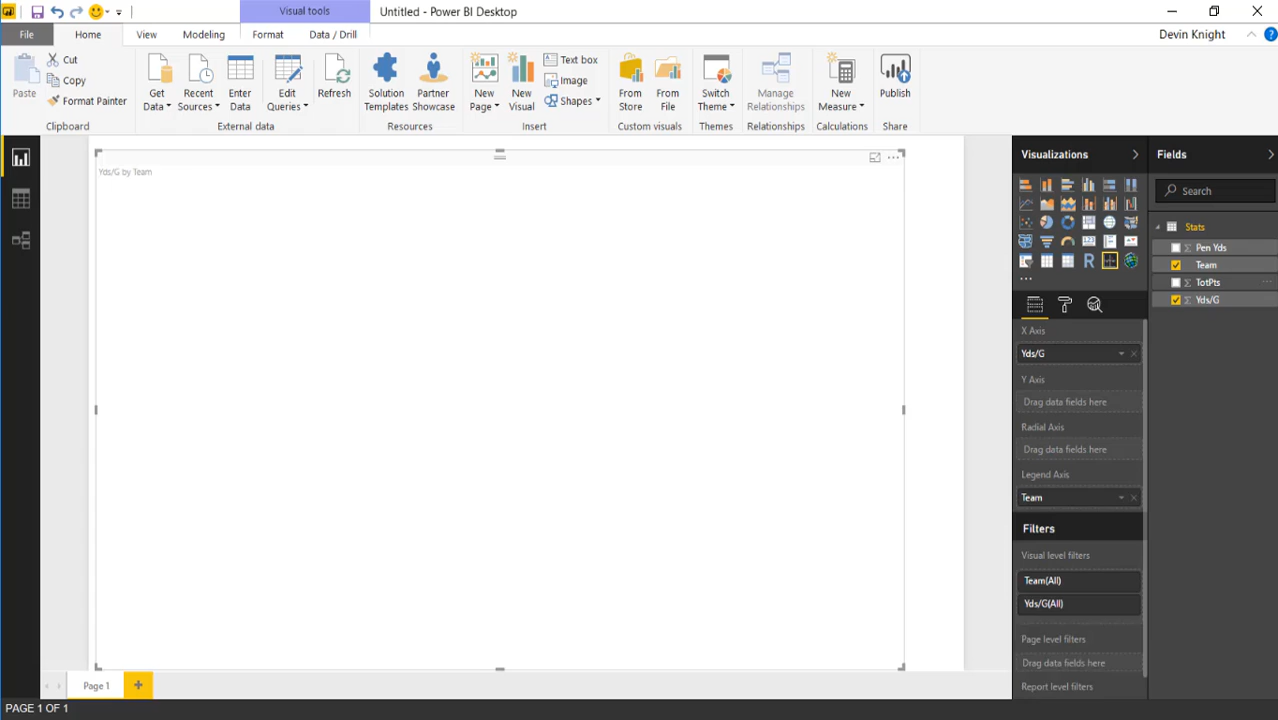 Visual tools
Untitled - Power BI Desktop
File
Home
View
Modeling
Format
Data / Drill
Devin Knight
Paste
Cut
Copy
Format Painter
Clipboard
Get Data
Recent Sources
Enter Data
Edit Queries
Refresh
External data
Solution Templates
Partner Showcase
Resources
New Page
New Visual
Text box
Image
Shapes
Insert
From Store
From File
Custom visuals
Switch Theme
Themes
Manage Relationships
Relationships
New Measure
Calculations
Publish
Share
Yds/G by Team
Visualizations
R
123
X Axis
Yds/G
Y Axis
Drag data fields here
Radial Axis
Drag data fields here
Legend Axis
Team
Filters
Visual level filters
Team(All)
Yds/G(All)
Page level filters
Drag data fields here
Report level filters
Fields
Search
Stats
Pen Yds
Team
TotPts
Yds/G
Page 1
PAGE 1 OF 1